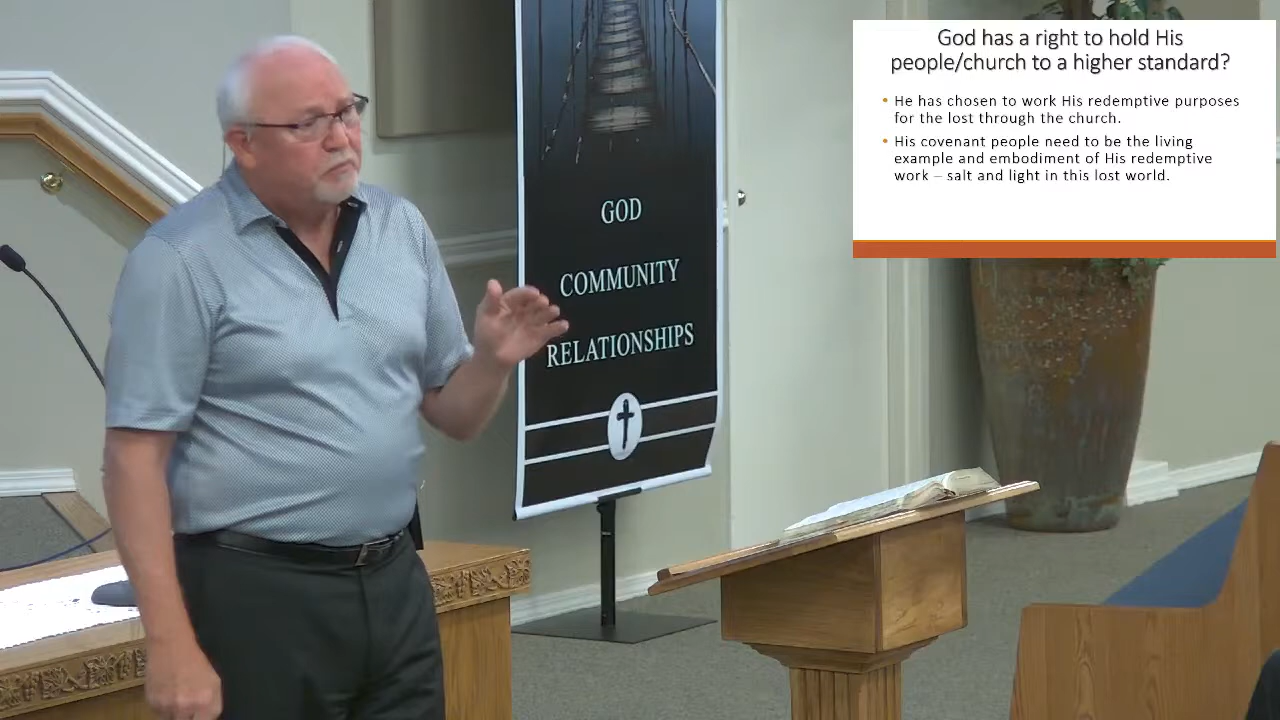 God has a right to hold His
people/church to a higher standard?
• He has chosen to work His redemptive purposes
for the lost through the church.
• His covenant people need to be the living
example and embodiment of His redemptive
work – salt and light in this lost world.
GOD
COMMUNITY
RELATIONSHIPS